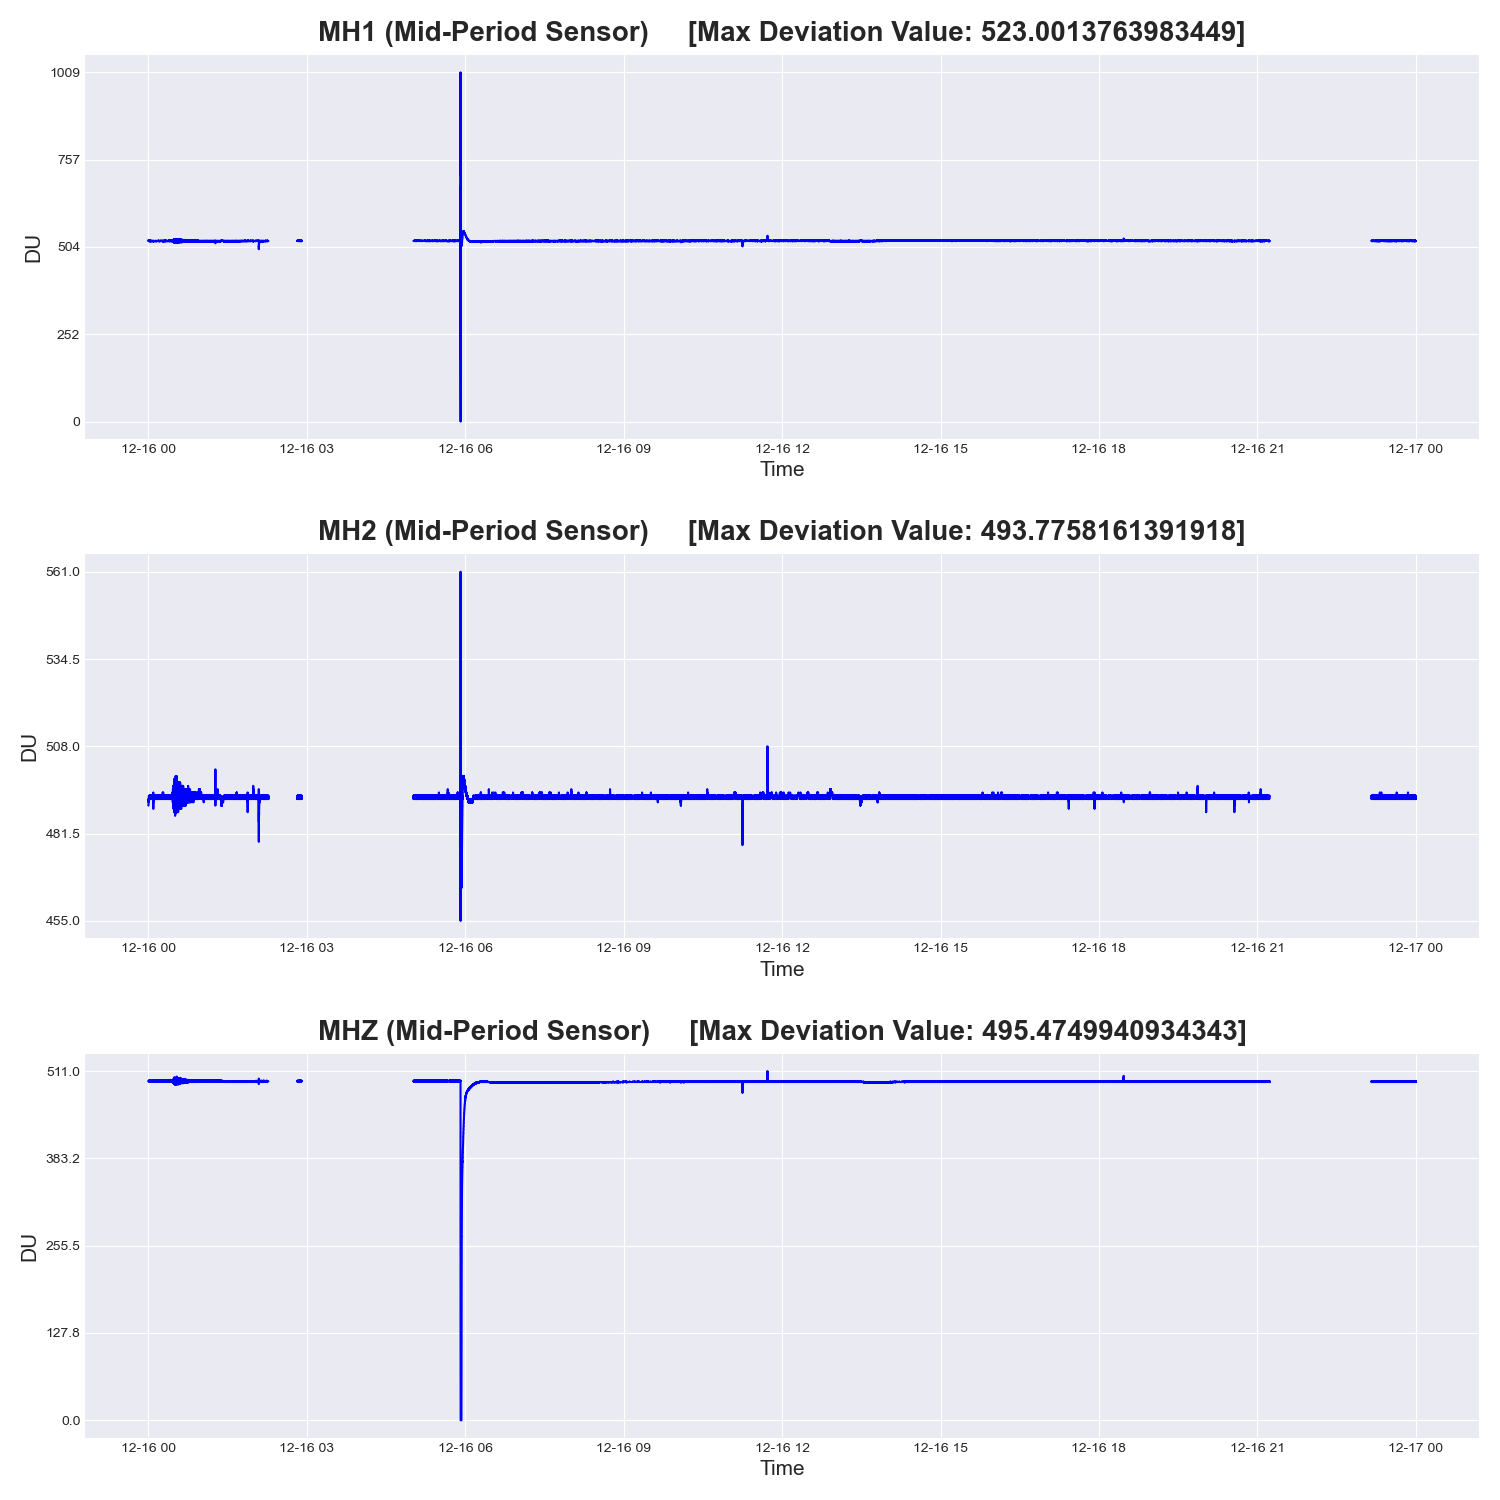 MH1 (Mid-Period Sensor)     [Max Deviation Value: 523.0013763983449]
1009
757
504
252
0
DU
12-16 00 12-16 03 12-16 06 12-16 09 12-16 12 12-16 15 12-16 18 12-16 21 12-17 00
Time
MH2 (Mid-Period Sensor)     [Max Deviation Value: 493.7758161391918]
561.0
534.5
508.0
481.5
455.0
DU
12-16 00 12-16 03 12-16 06 12-16 09 12-16 12 12-16 15 12-16 18 12-16 21 12-17 00
Time
MHZ (Mid-Period Sensor)     [Max Deviation Value: 495.4749940934343]
511.0
383.2
255.5
127.8
0.0
DU
12-16 00 12-16 03 12-16 06 12-16 09 12-16 12 12-16 15 12-16 18 12-16 21 12-17 00
Time